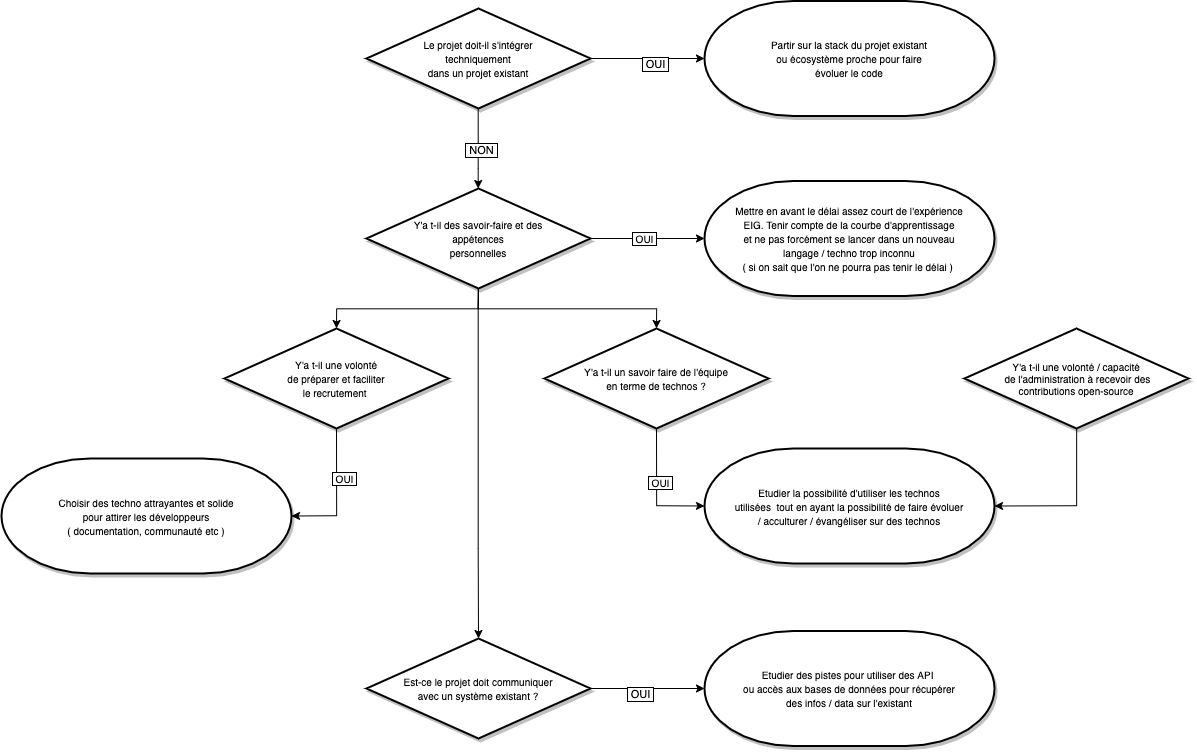 Le projet doit-il s'intégrer
techniquement
dans un projet existant
OUI
Partir sur la stack du projet existant
ou écosystème proche pour faire
évoluer le code
NON
Y'a t-il des savoir-faire et des
appétences
personnelles
OUI
Mettre en avant le délai assez court de l'expérience
EIG. Tenir compte de la courbe d'apprentissage
et ne pas forcément se lancer dans un nouveau
langage / techno trop inconnu
( si on sait que l'on ne pourra pas tenir le délai )
Y'a t-il une volonté
de préparer et faciliter
le recrutement
Y'a t-il un savoir faire de l'équipe
en terme de technos ?
Y'a t-il une volonté / capacité
de l'administration à recevoir des
contributions open-source
OUI
OUI
Choisir des techno attrayantes et solide
pour attirer les développeurs
( documentation, communauté etc )
Etudier la possibilité d'utiliser les technos
utilisées  tout en ayant la possibilité de faire évoluer
/ acculturer / évangéliser sur des technos
Est-ce le projet doit communiquer
avec un système existant ?
OUI
Etudier des pistes pour utiliser des API
ou accès aux bases de données pour récupérer
des infos / data sur l'existant